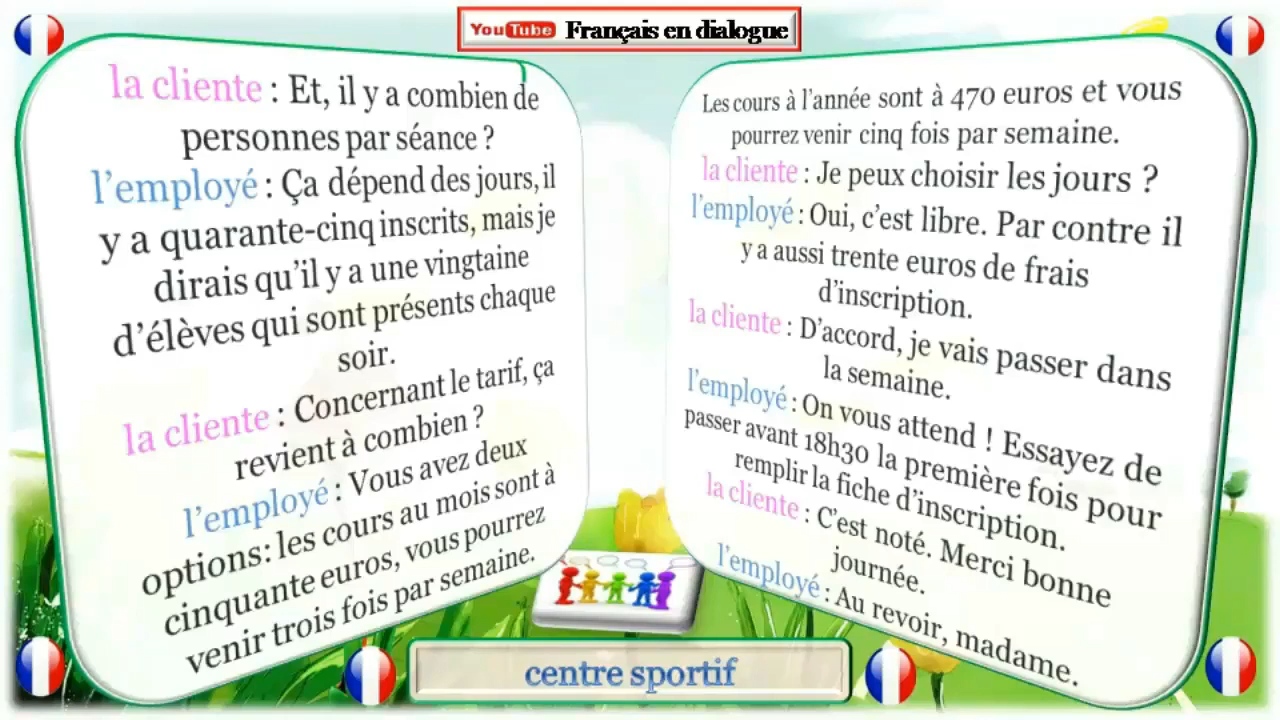 YouTube Français en dialogue
la cliente : Et, il y a combien de
personnes par séance ?
l'employé : Ça dépend des jours, il
y a quarante-cinq inscrits, mais je
dirais qu'il y a une vingtaine
d'élèves qui sont présents chaque
soir.
la cliente : Concernant le tarif, ça
revient à combien ?
l'employé : Vous avez deux
options: les cours au mois sont à
cinquante euros, vous pourrez
venir trois fois par semaine.
Les cours à l'année sont à 470 euros et vous
pourrez venir cinq fois par semaine.
la cliente : Je peux choisir les jours ?
l'employé : Oui, c'est libre. Par contre il
y a aussi trente euros de frais
d'inscription.
la cliente : D'accord, je vais passer dans
la semaine.
l'employé : On vous attend ! Essayez de
passer avant 18h30 la première fois pour
remplir la fiche d'inscription.
la cliente : C'est noté. Merci bonne
journée.
l'employé : Au revoir, madame.
centre sportif